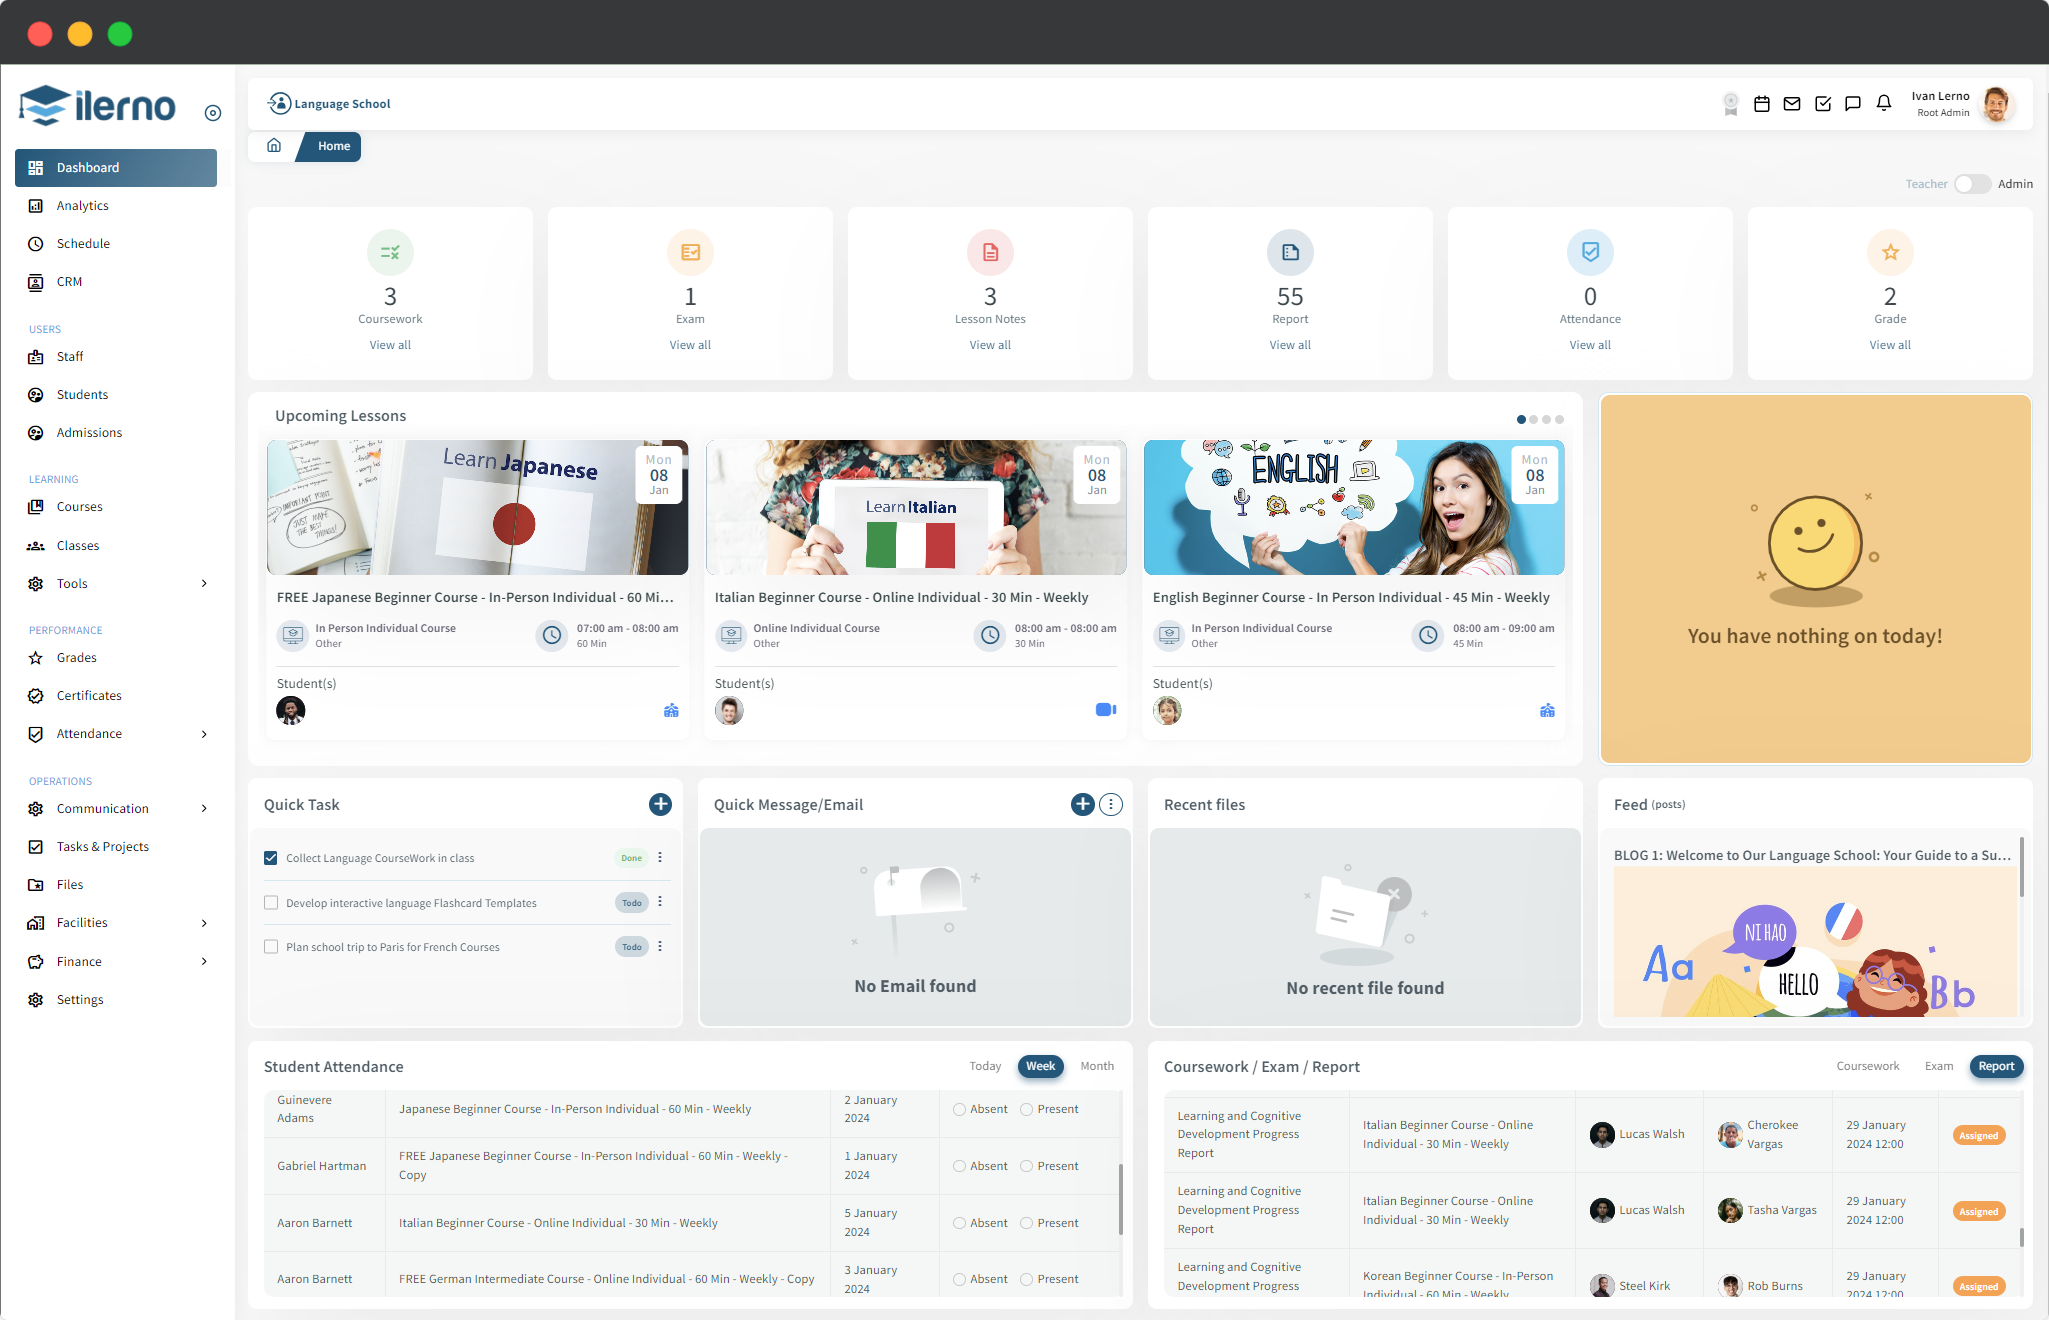 ilerno
Language School
Ivan Lerno
Root Admin
Home
Teacher
Admin
Dashboard
Analytics
Schedule
CRM
USERS
Staff
Students
Admissions
LEARNING
Courses
Classes
Tools
PERFORMANCE
Grades
Certificates
Attendance
OPERATIONS
Communication
Tasks & Projects
Files
Facilities
Finance
Settings
3
Coursework
View all
1
Exam
View all
3
Lesson Notes
View all
55
Report
View all
0
Attendance
View all
2
Grade
View all
Upcoming Lessons
IMPORTANT POINT
JUST MAKE
THE BEST
THINGS!
Learn Japanese
Mon
08
Jan
FREE Japanese Beginner Course - In-Person Individual - 60 Mi...
In Person Individual Course
Other
07:00 am - 08:00 am
60 Min
Student(s)
Learn Italian
Mon
08
Jan
Italian Beginner Course - Online Individual - 30 Min - Weekly
Online Individual Course
Other
08:00 am - 08:00 am
30 Min
Student(s)
ENGLISH
Mon
08
Jan
English Beginner Course - In Person Individual - 45 Min - Weekly
In Person Individual Course
Other
08:00 am - 09:00 am
45 Min
Student(s)
You have nothing on today!
Quick Task
Collect Language CourseWork in class
Done
Develop interactive language Flashcard Templates
Todo
Plan school trip to Paris for French Courses
Todo
Quick Message/Email
No Email found
Recent files
No recent file found
Feed (posts)
BLOG 1: Welcome to Our Language School: Your Guide to a Su...
Aa
NI HAO
HELLO
Bb
Student Attendance
Today
Week
Month
Guinevere
Adams
Japanese Beginner Course - In-Person Individual - 60 Min - Weekly
2 January
2024
Absent
Present
Gabriel Hartman
FREE Japanese Beginner Course - In-Person Individual - 60 Min - Weekly -
Copy
1 January
2024
Absent
Present
Aaron Barnett
Italian Beginner Course - Online Individual - 30 Min - Weekly
5 January
2024
Absent
Present
Aaron Barnett
FREE German Intermediate Course - Online Individual - 60 Min - Weekly - Copy
3 January
2024
Absent
Present
Coursework / Exam / Report
Coursework
Exam
Report
Learning and Cognitive
Development Progress
Report
Italian Beginner Course - Online
Individual - 30 Min - Weekly
Lucas Walsh
Cherokee
Vargas
29 January
2024 12:00
Assigned
Learning and Cognitive
Development Progress
Report
Italian Beginner Course - Online
Individual - 30 Min - Weekly
Lucas Walsh
Tasha Vargas
29 January
2024 12:00
Assigned
Learning and Cognitive
Development Progress
Korean Beginner Course - In-Person
Individual - 60 Min - Weekly
Steel Kirk
Rob Burns
29 January
2024 12:00
Assigned